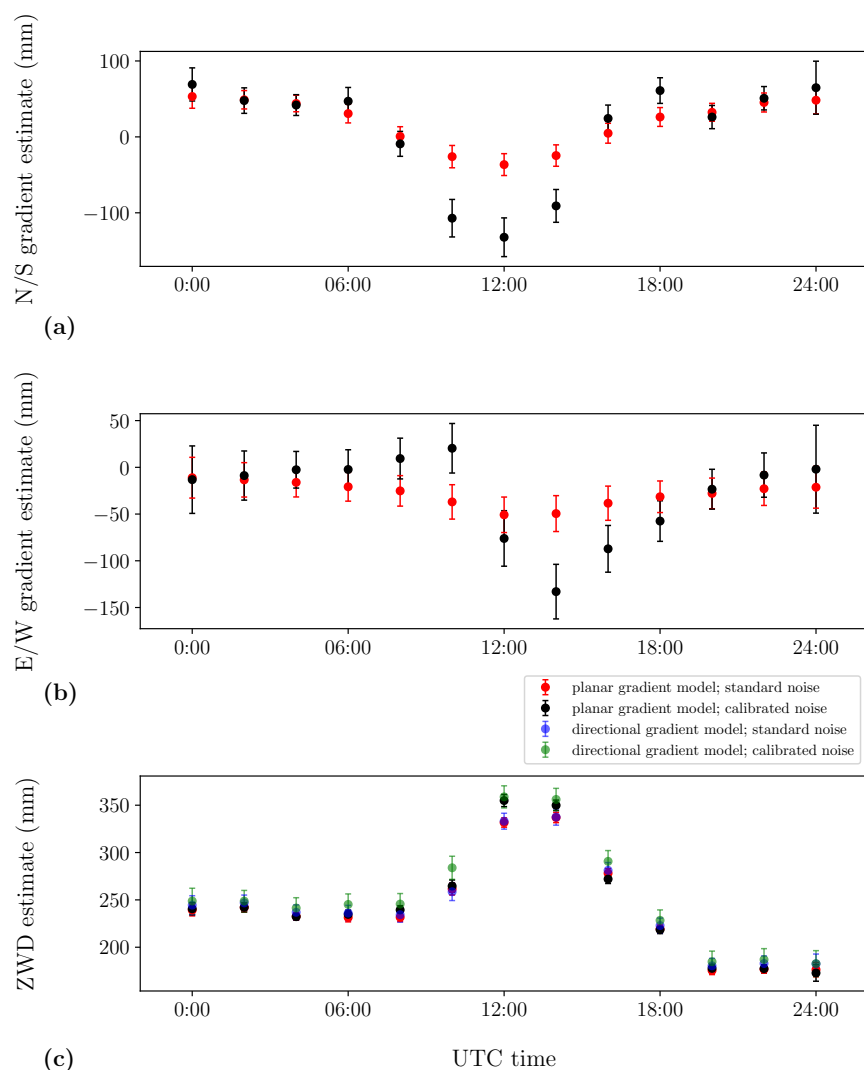 N/S gradient estimate (mm)
100
0
−100
0:00 06:00 12:00 18:00 24:00
(a)
E/W gradient estimate (mm)
50
0
−50
−100
−150
0:00 06:00 12:00 18:00 24:00
(b)
planar gradient model; standard noise
planar gradient model; calibrated noise
directional gradient model; standard noise
directional gradient model; calibrated noise
ZWD estimate (mm)
350
300
250
200
0:00 06:00 12:00 18:00 24:00
(c)
UTC time